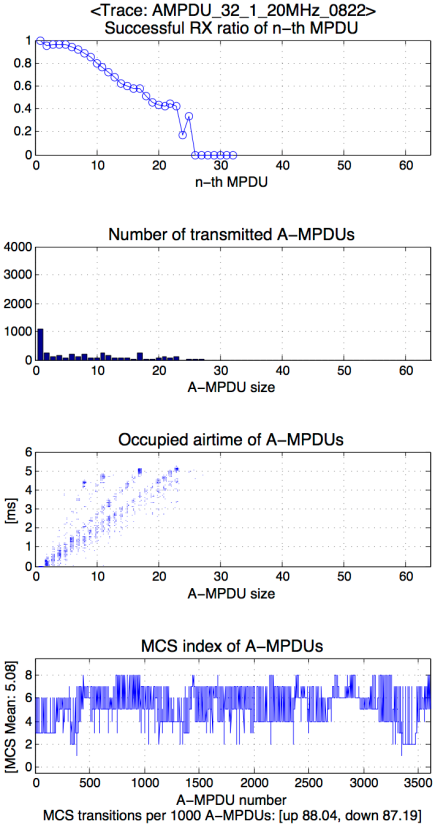 <Trace: AMPDU_32_1_20MHz_0822>
Successful RX ratio of n−th MPDU
1
0.8
0.6
0.4
0.2
0
0 10 20 30 40 50 60
n−th MPDU
Number of transmitted A−MPDUs
4000
3000
2000
1000
0
0 10 20 30 40 50 60
A−MPDU size
Occupied airtime of A−MPDUs
6
5
4
3
2
1
0
[ms]
0 10 20 30 40 50 60
A−MPDU size
MCS index of A−MPDUs
8
6
4
2
0
[MCS Mean: 5.08]
0 500 1000 1500 2000 2500 3000 3500
A−MPDU number
MCS transitions per 1000 A−MPDUs: [up 88.04, down 87.19]